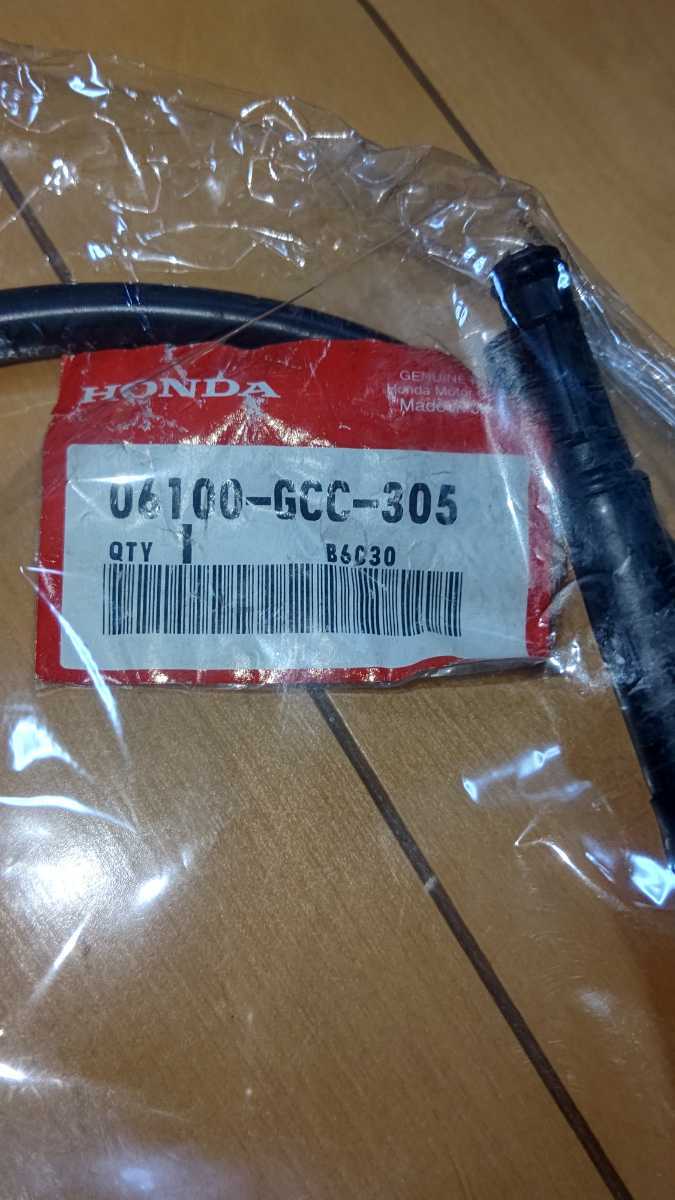 HONDA
GENUINE
Honda Motor
06100-GCC-305
QTY 1 B6C30